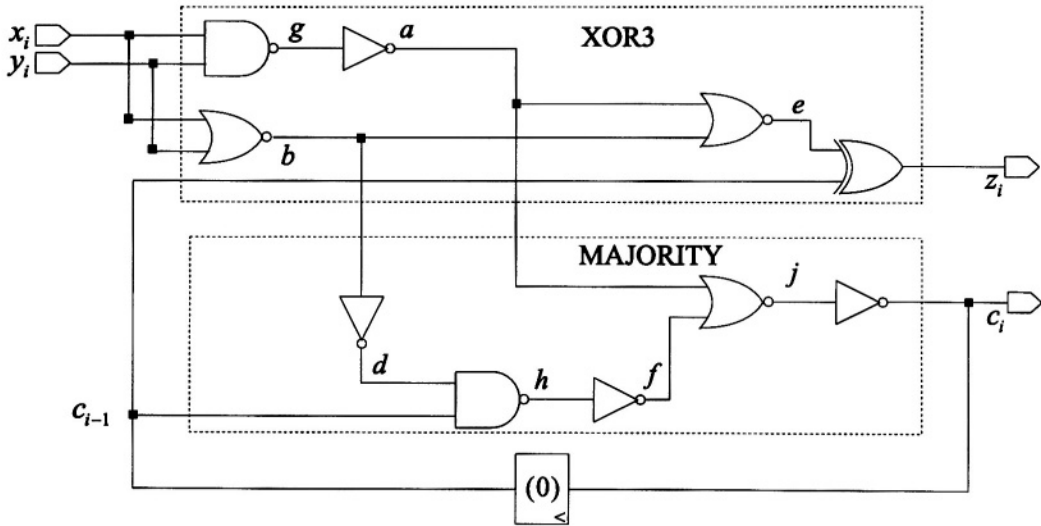 XOR3
x_i
g
a
y_i
e
b
z_i
MAJORITY
j
c_i
d
h
f
c_{i-1}
(0)
<